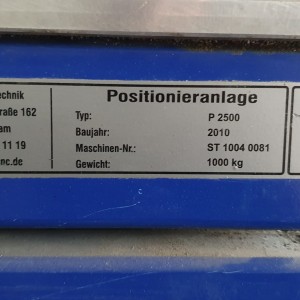 echnik
raße 162
am
11 19
nc.de
Positionieranlage
Typ: P 2500
Baujahr: 2010
Maschinen-Nr.: ST 1004 0081
Gewicht: 1000 kg